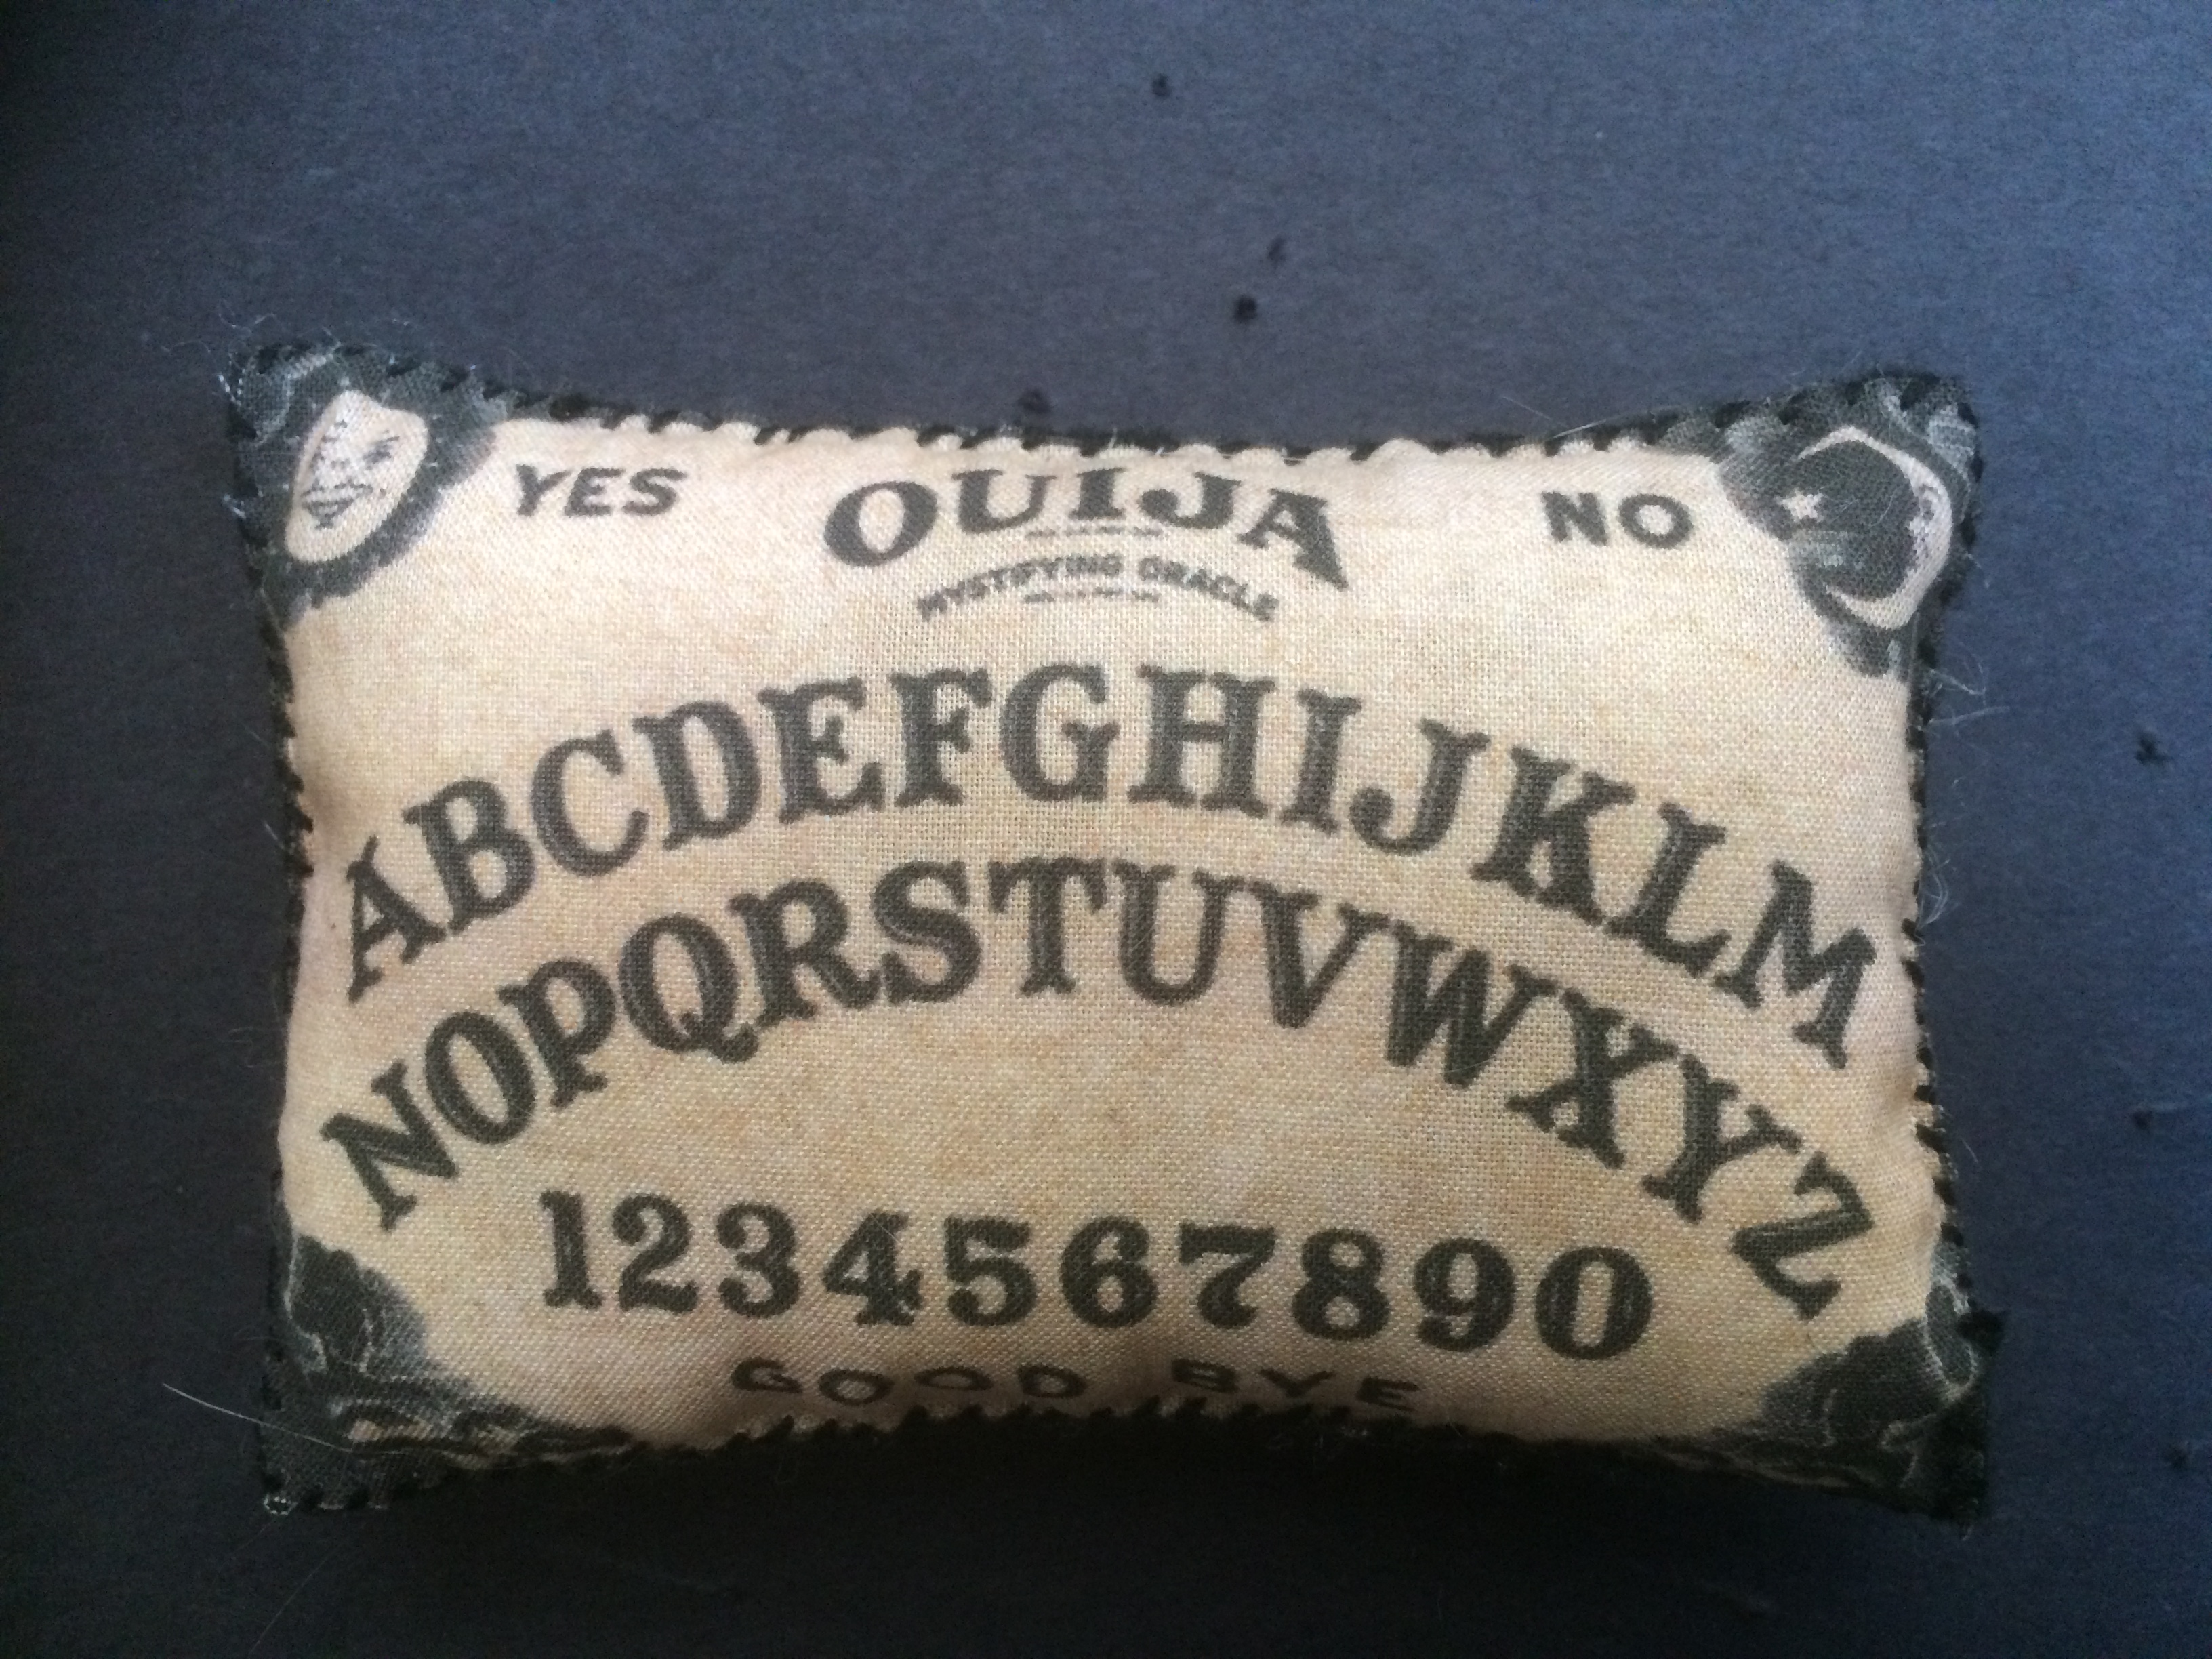 YES OUIJA NO
MYSTIFYING ORACLE
ABCDEFGHIJKLM
NOPQRSTUVWXYZ
1234567890
GOOD BYE